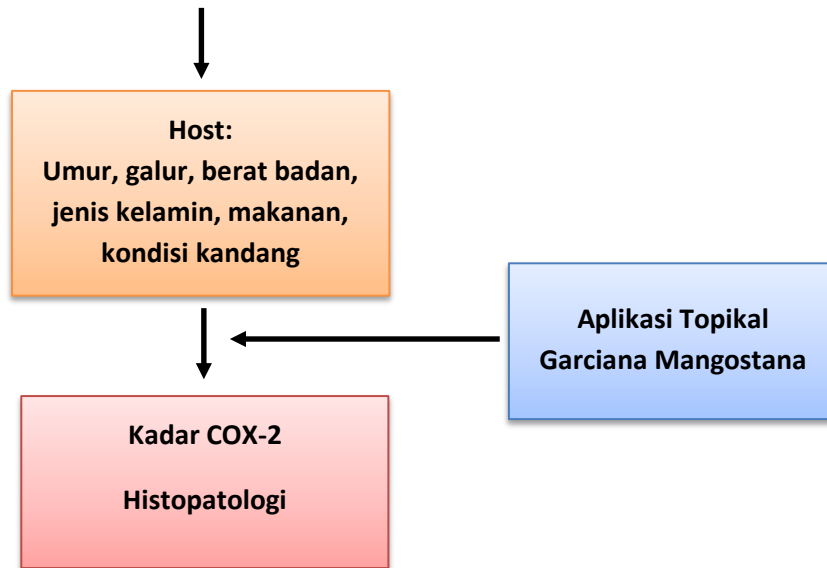 Host:
Umur, galur, berat badan,
jenis kelamin, makanan,
kondisi kandang
Aplikasi Topikal
Garciana Mangostana
Kadar COX-2
Histopatologi